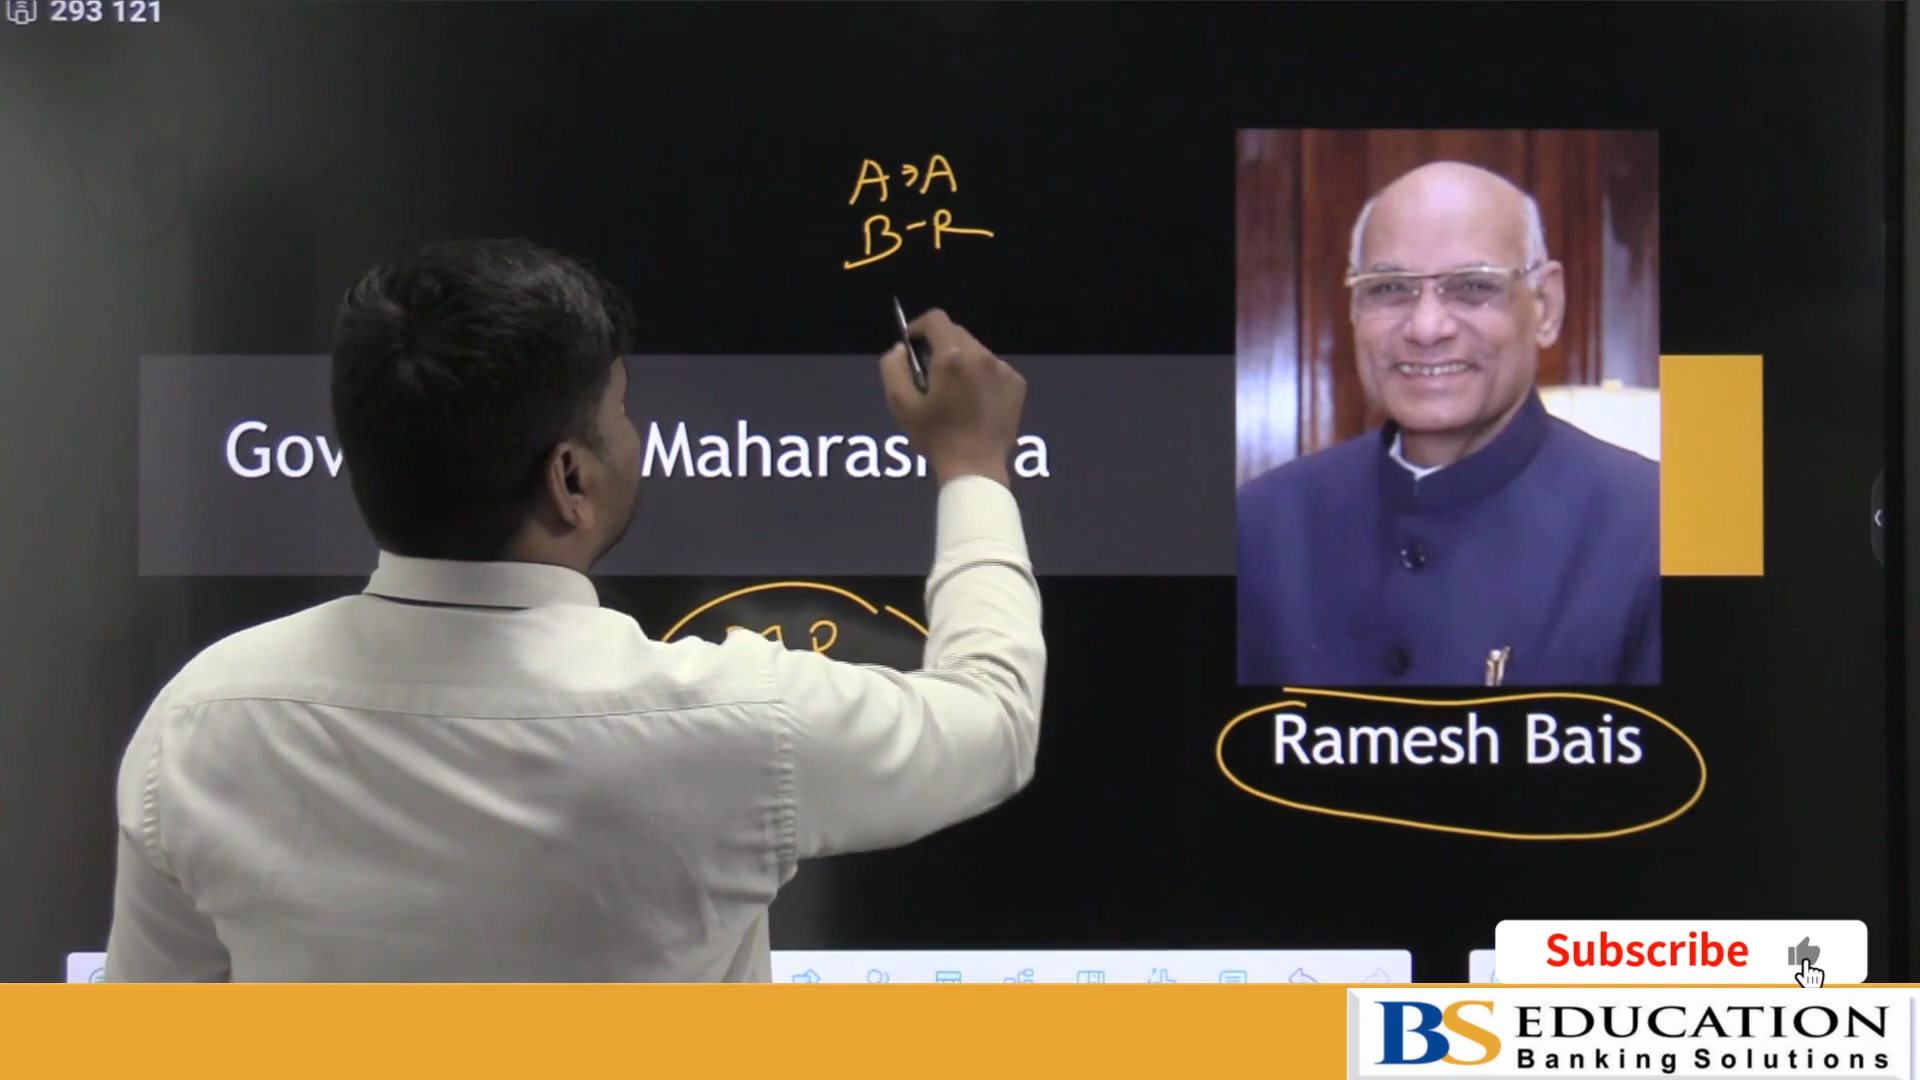 293 121
A→A
B-R
Gov Maharas a
Ramesh Bais
Subscribe
BS EDUCATION
Banking Solutions